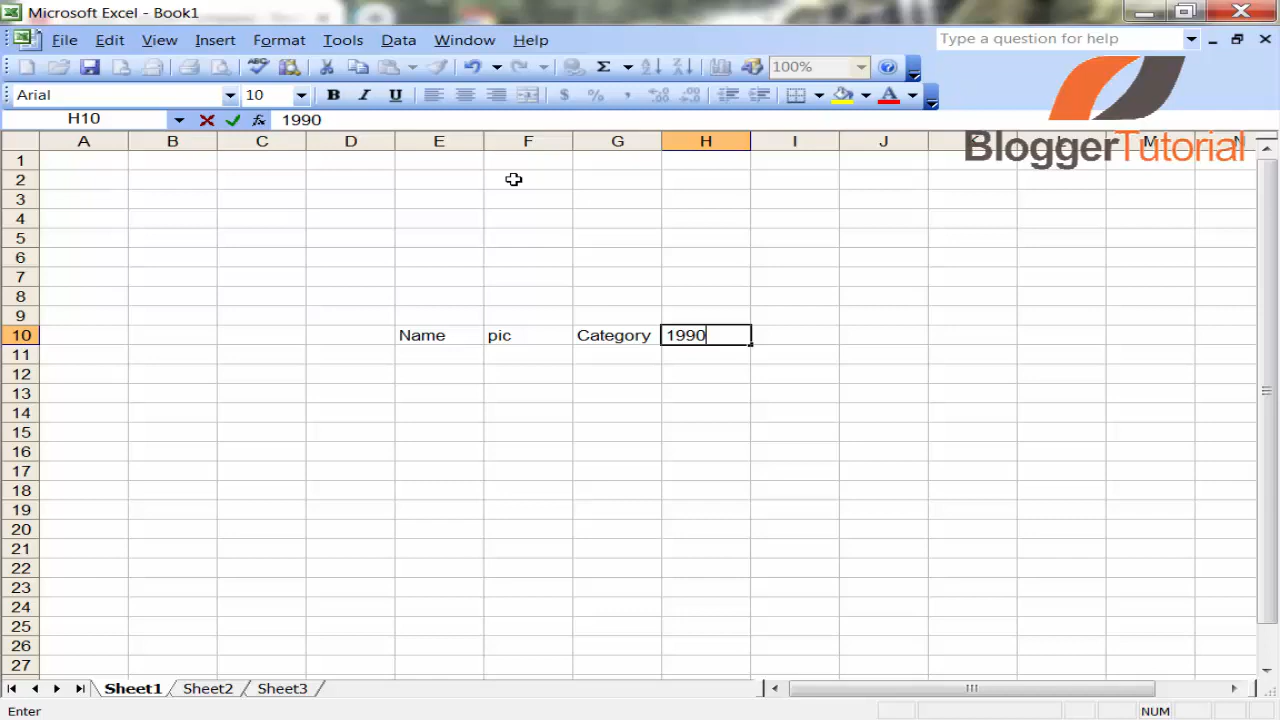 Microsoft Excel - Book1
File Edit View Insert Format Tools Data Window Help Type a question for help
Σ 100%
Arial 10 B I U $ % ,
H10 fx 1990
BloggerTutorial
A B C D E F G H I J M N
1
2
3
4
5
6
7
8
9
10 Name pic Category 1990
11
12
13
14
15
16
17
18
19
20
21
22
23
24
25
26
27
Sheet1 Sheet2 Sheet3
Enter NUM